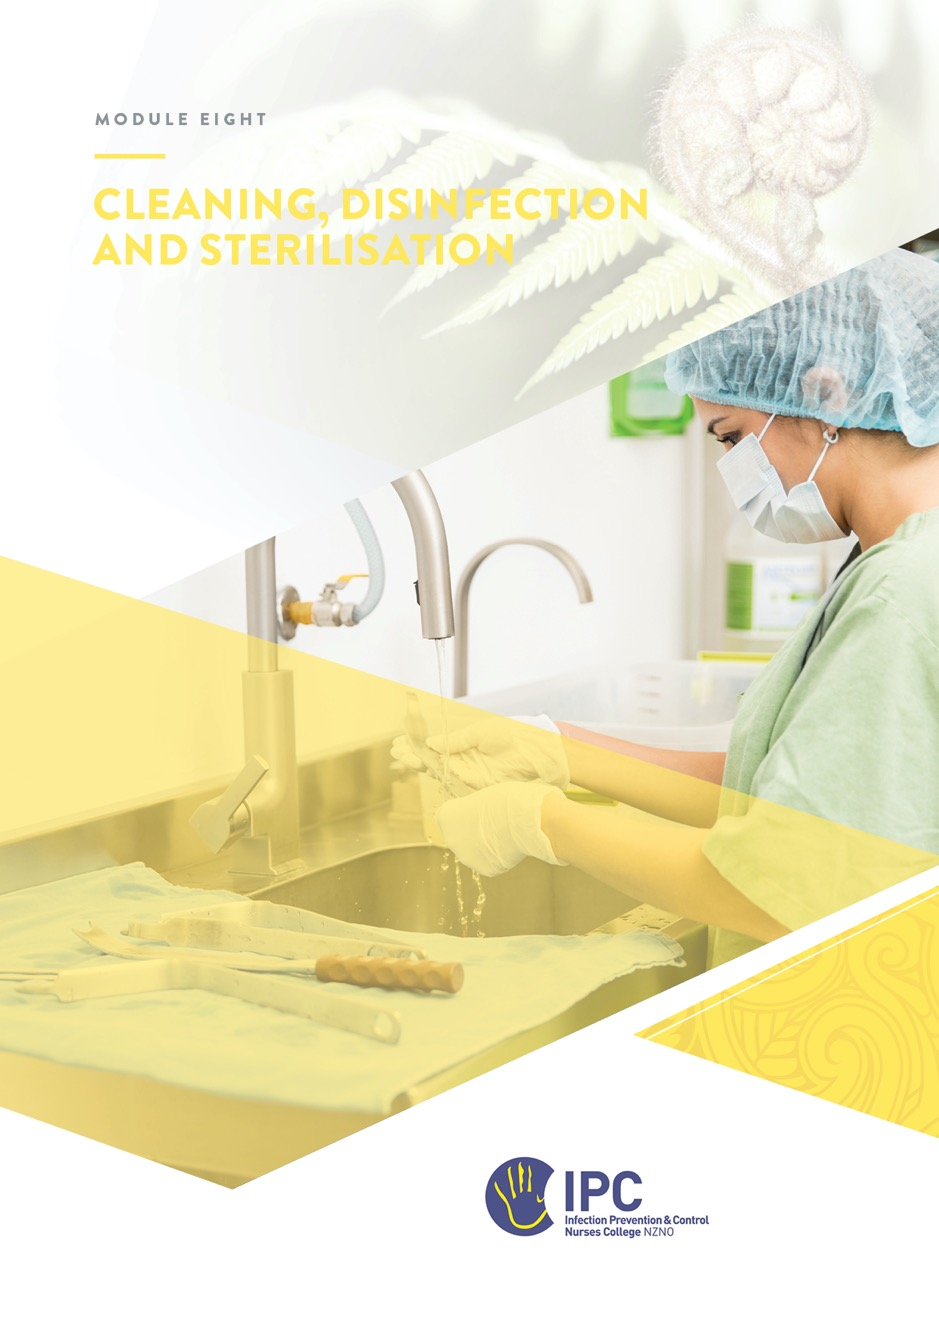 MODULE EIGHT
CLEANING, DISINFECTION
AND STERILISATION
IPC
Infection Prevention & Control
Nurses College NZNO